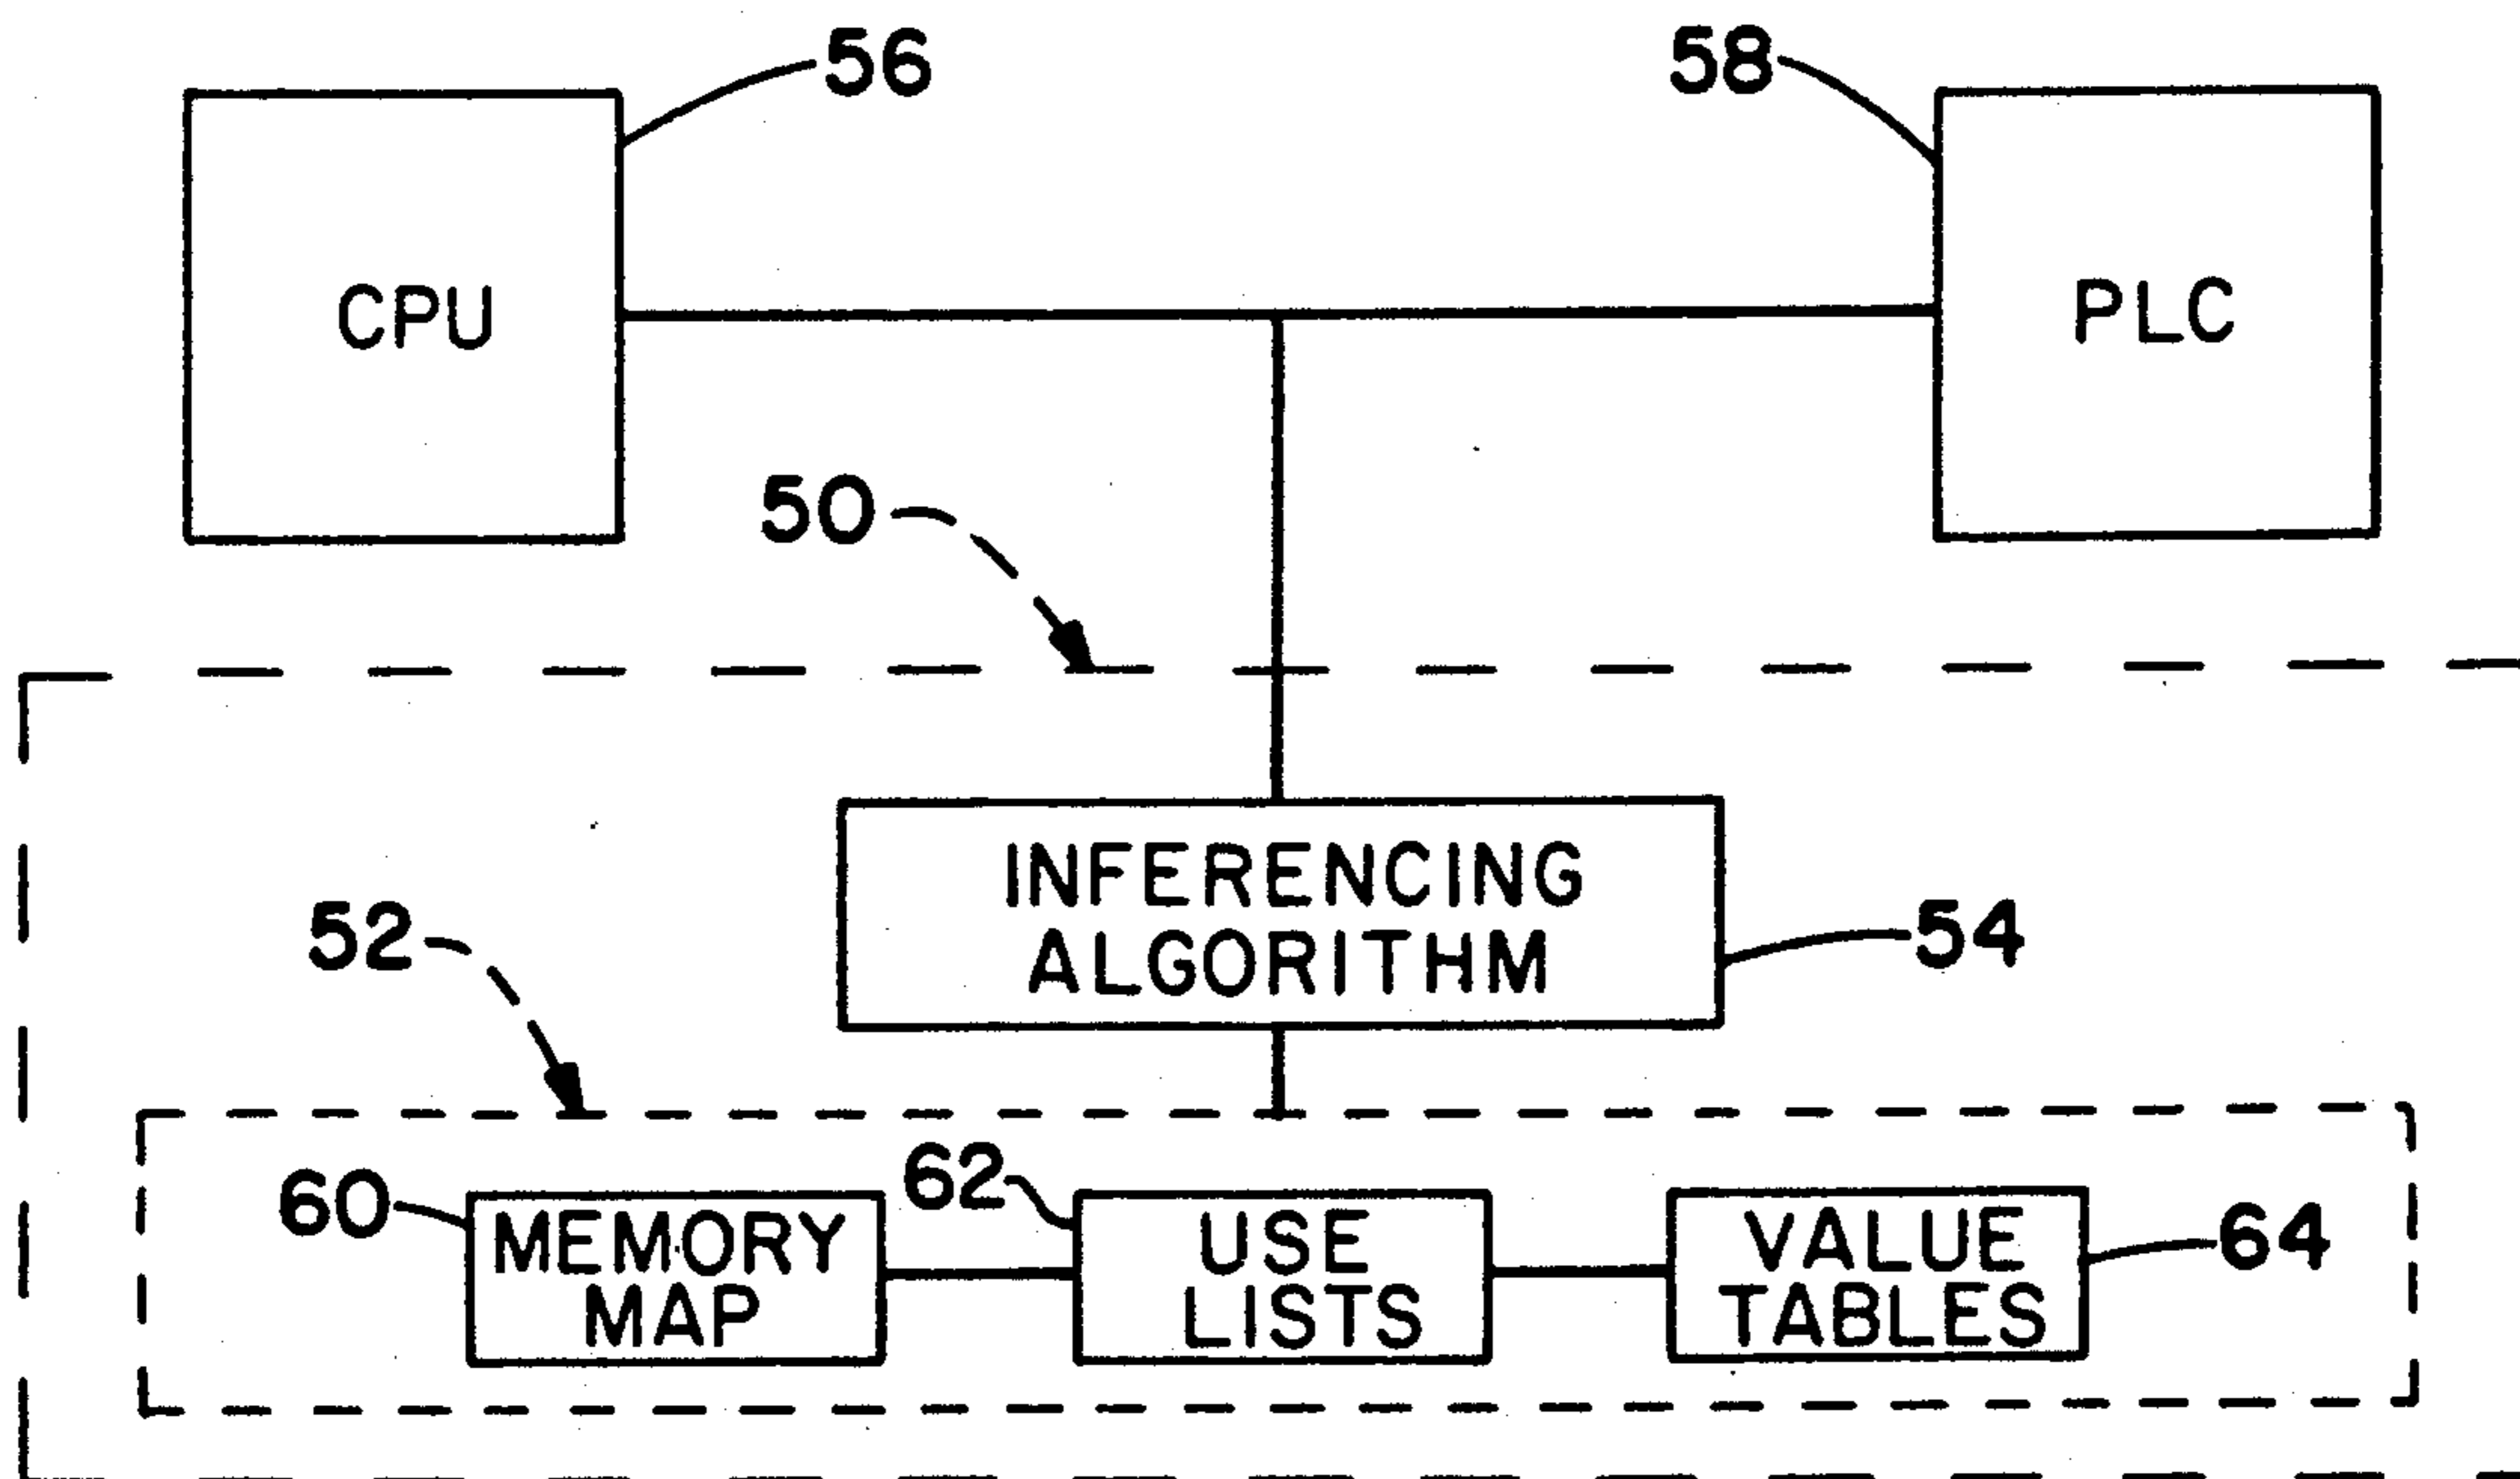 56
58
CPU
PLC
50
INFERENCING
ALGORITHM
52
54
60
62
MEMORY
MAP
USE
LISTS
VALUE
TABLES
64